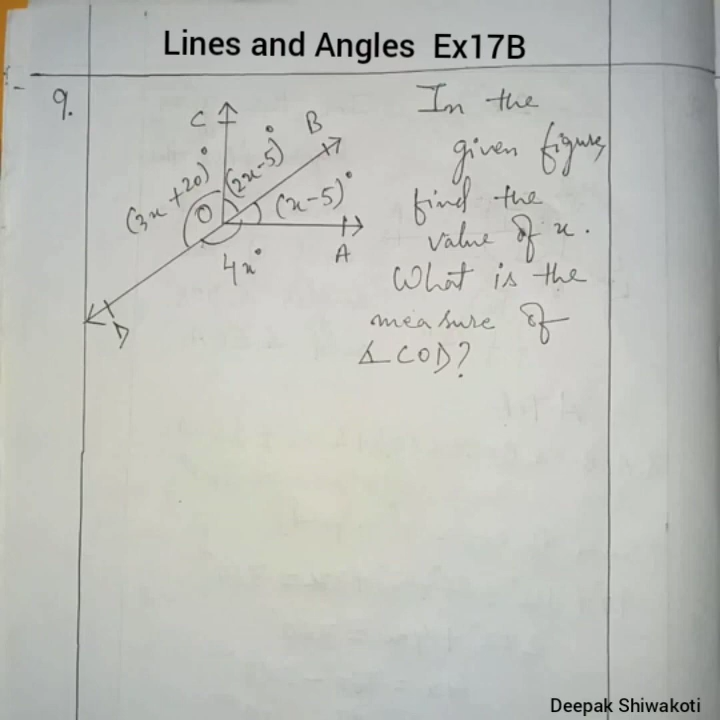 Lines and Angles Ex17B
9.
C
B
(3x+20)°
(2x-5)°
(x-5)°
O
A
4x°
D
In the
given figure,
find the
value of x.
What is the
measure of
∠COD?
Deepak Shiwakoti